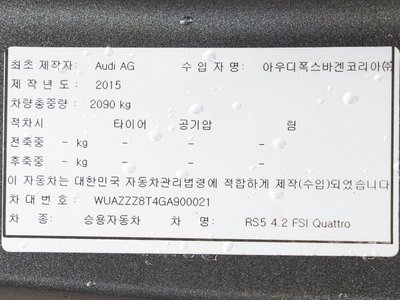 최초 제작자: Audi AG 수 입 자 명: 아우디폭스바겐코리아㈜
제 작 년 도 : 2015
차량총중량 : 2090 kg
적차시 타이어 공기압 림
전축중 - kg - - -
후축중 - kg - - -
이 자동차는 대한민국 자동차관리법령에 적합하게 제작(수입)되었습니다
차 대 번 호 : WUAZZZ8T4GA900021
차 종: 승용자동차 차 명: RS5 4.2 FSI Quattro